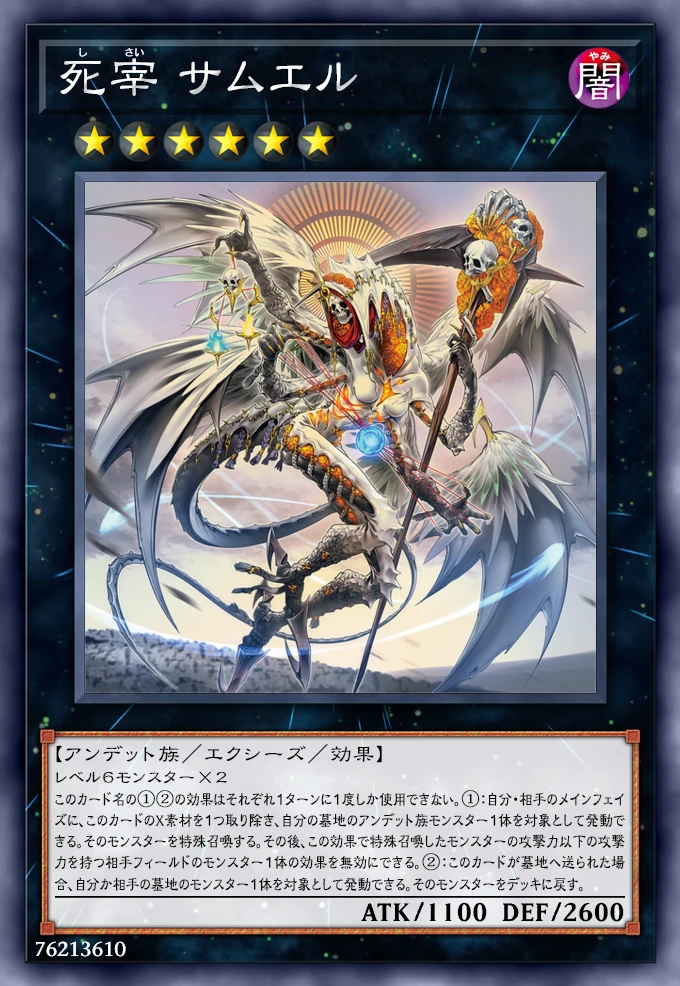 死宰 サムエル
しさい
闇
やみ
【アンデット族／エクシーズ／効果】
レベル６モンスター×２
このカード名の①②の効果はそれぞれ1ターンに1度しか使用できない。①：自分・相手のメインフェイ
ズに、このカードのX素材を1つ取り除き、自分の墓地のアンデット族モンスター1体を対象として発動で
きる。そのモンスターを特殊召喚する。その後、この効果で特殊召喚したモンスターの攻撃力以下の攻撃
力を持つ相手フィールドのモンスター1体の効果を無効にできる。②：このカードが墓地へ送られた場
合、自分か相手の墓地のモンスター1体を対象として発動できる。そのモンスターをデッキに戻す。
ATK/1100 DEF/2600
76213610